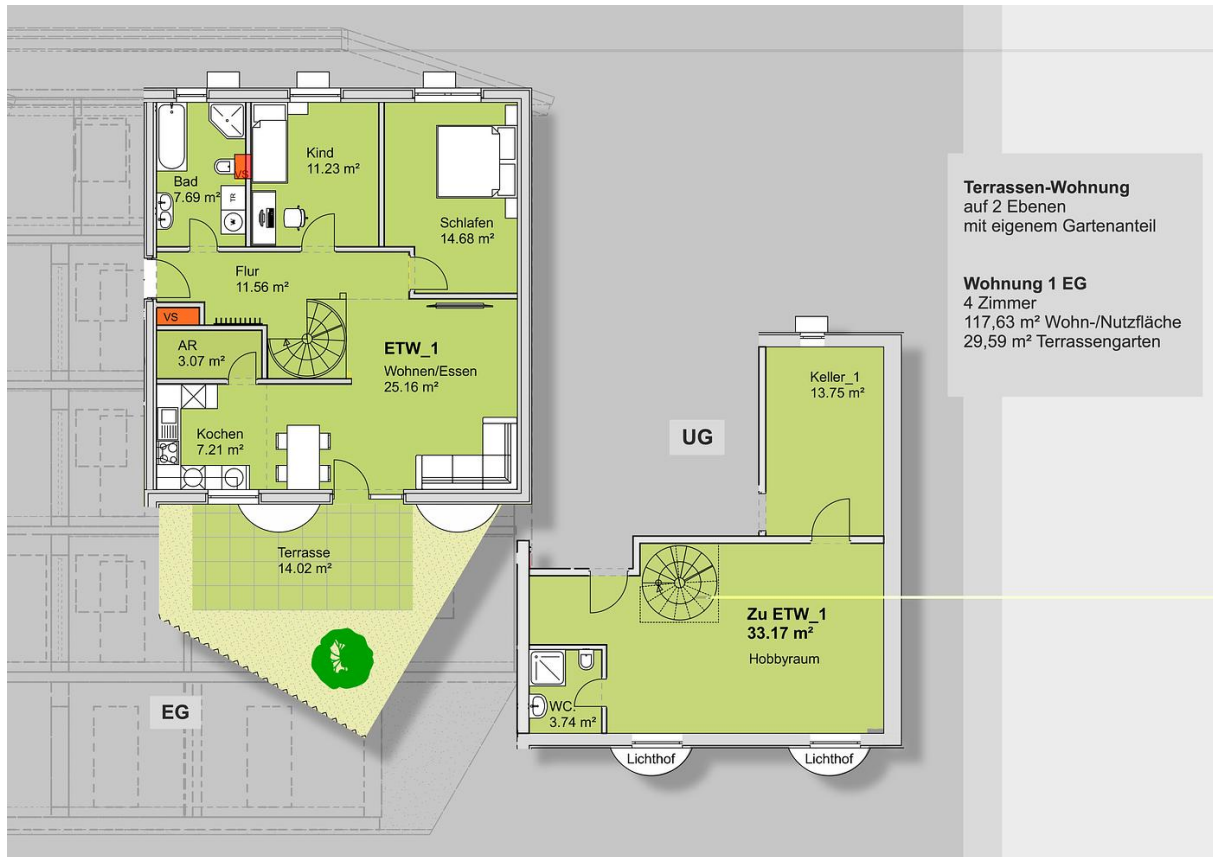 Bad
7.69 m²
VS
TR
W
Kind
11.23 m²
Schlafen
14.68 m²
Flur
11.56 m²
VS
AR
3.07 m²
ETW_1
Wohnen/Essen
25.16 m²
Kochen
7.21 m²
Terrasse
14.02 m²
EG
UG
Keller_1
13.75 m²
Zu ETW_1
33.17 m²
Hobbyraum
WC.
3.74 m²
Lichthof
Lichthof
Terrassen-Wohnung
auf 2 Ebenen
mit eigenem Gartenanteil
Wohnung 1 EG
4 Zimmer
117,63 m² Wohn-/Nutzfläche
29,59 m² Terrassengarten